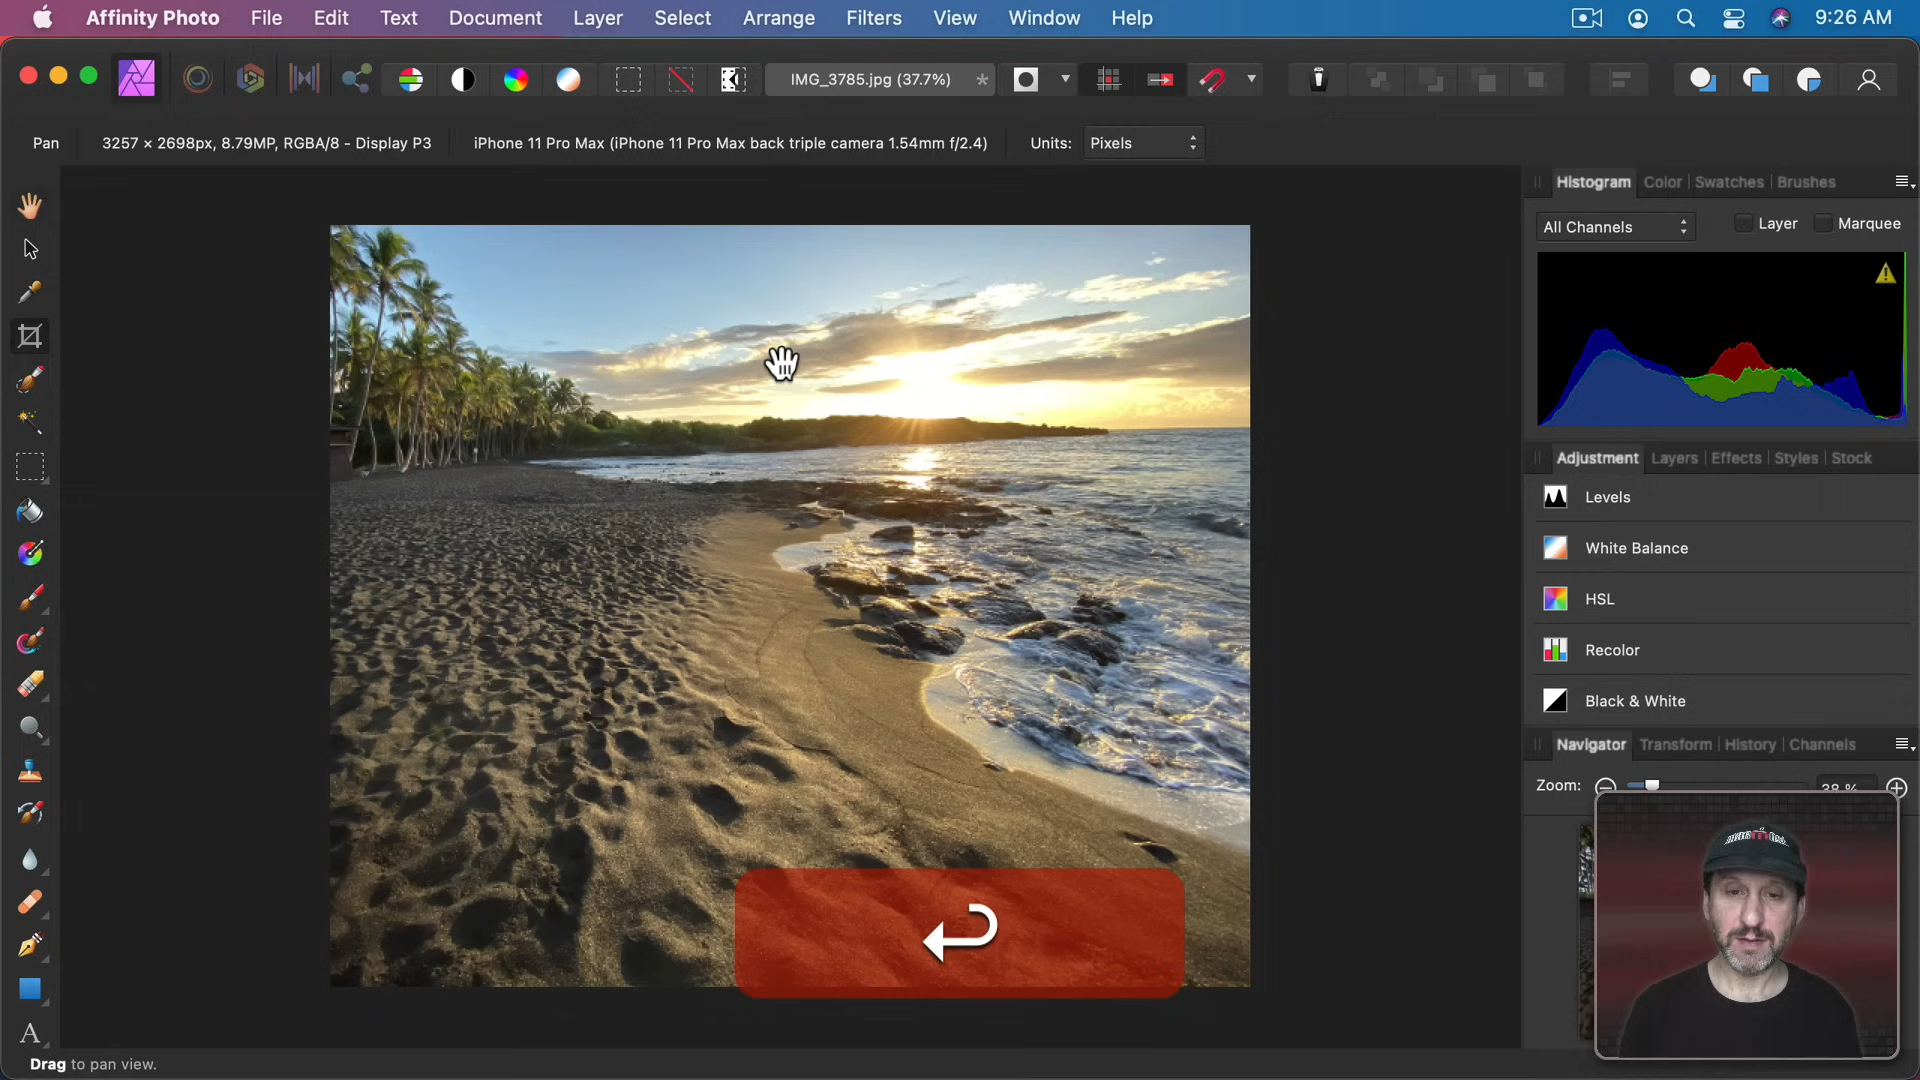 Affinity Photo File Edit Text Document Layer Select Arrange Filters View Window Help 9:26 AM
IMG_3785.jpg (37.7%) *
Pan 3257 × 2698px, 8.79MP, RGBA/8 - Display P3 iPhone 11 Pro Max (iPhone 11 Pro Max back triple camera 1.54mm f/2.4) Units: Pixels
Histogram Color Swatches Brushes
All Channels Layer Marquee
Adjustment Layers Effects Styles Stock
Levels
White Balance
HSL
Recolor
Black & White
Navigator Transform History Channels
Zoom: 38 %
A
Drag to pan view.